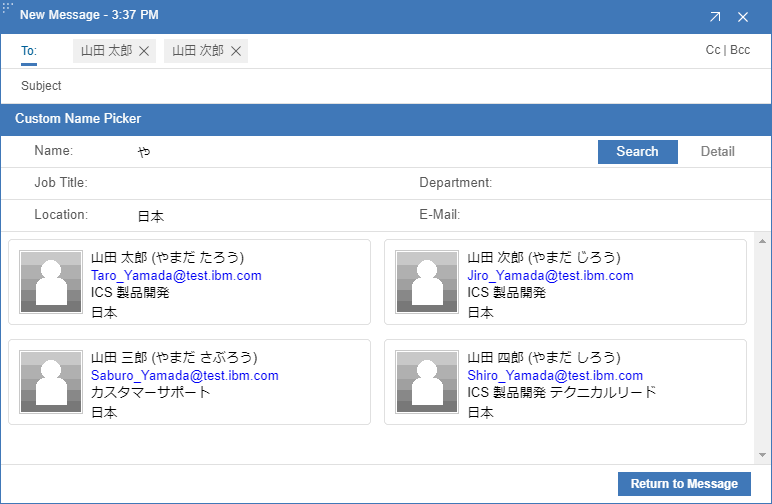 New Message - 3:37 PM
To: 山田 太郎 山田 次郎 Cc | Bcc
Subject
Custom Name Picker
Name: や Search Detail
Job Title: Department:
Location: 日本 E-Mail:
山田 太郎 (やまだ たろう)
Taro_Yamada@test.ibm.com
ICS 製品開発
日本
山田 次郎 (やまだ じろう)
Jiro_Yamada@test.ibm.com
ICS 製品開発
日本
山田 三郎 (やまだ さぶろう)
Saburo_Yamada@test.ibm.com
カスタマーサポート
日本
山田 四郎 (やまだ しろう)
Shiro_Yamada@test.ibm.com
ICS 製品開発 テクニカルリード
日本
Return to Message